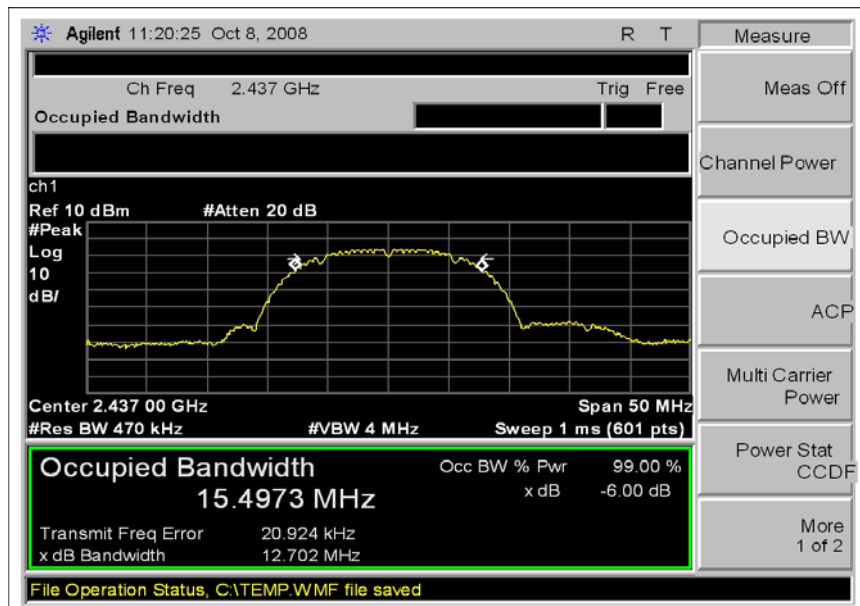 Agilent 11:20:25 Oct 8, 2008 R T
Measure
Ch Freq 2.437 GHz Trig Free
Occupied Bandwidth
Meas Off
Channel Power
Occupied BW
ACP
Multi Carrier
Power
Power Stat
CCDF
More
1 of 2
ch1
Ref 10 dBm #Atten 20 dB
#Peak
Log
10
dB/
Center 2.437 00 GHz Span 50 MHz
#Res BW 470 kHz #VBW 4 MHz Sweep 1 ms (601 pts)
Occupied Bandwidth Occ BW % Pwr 99.00 %
15.4973 MHz x dB -6.00 dB
Transmit Freq Error 20.924 kHz
x dB Bandwidth 12.702 MHz
File Operation Status, C:\TEMP.WMF file saved